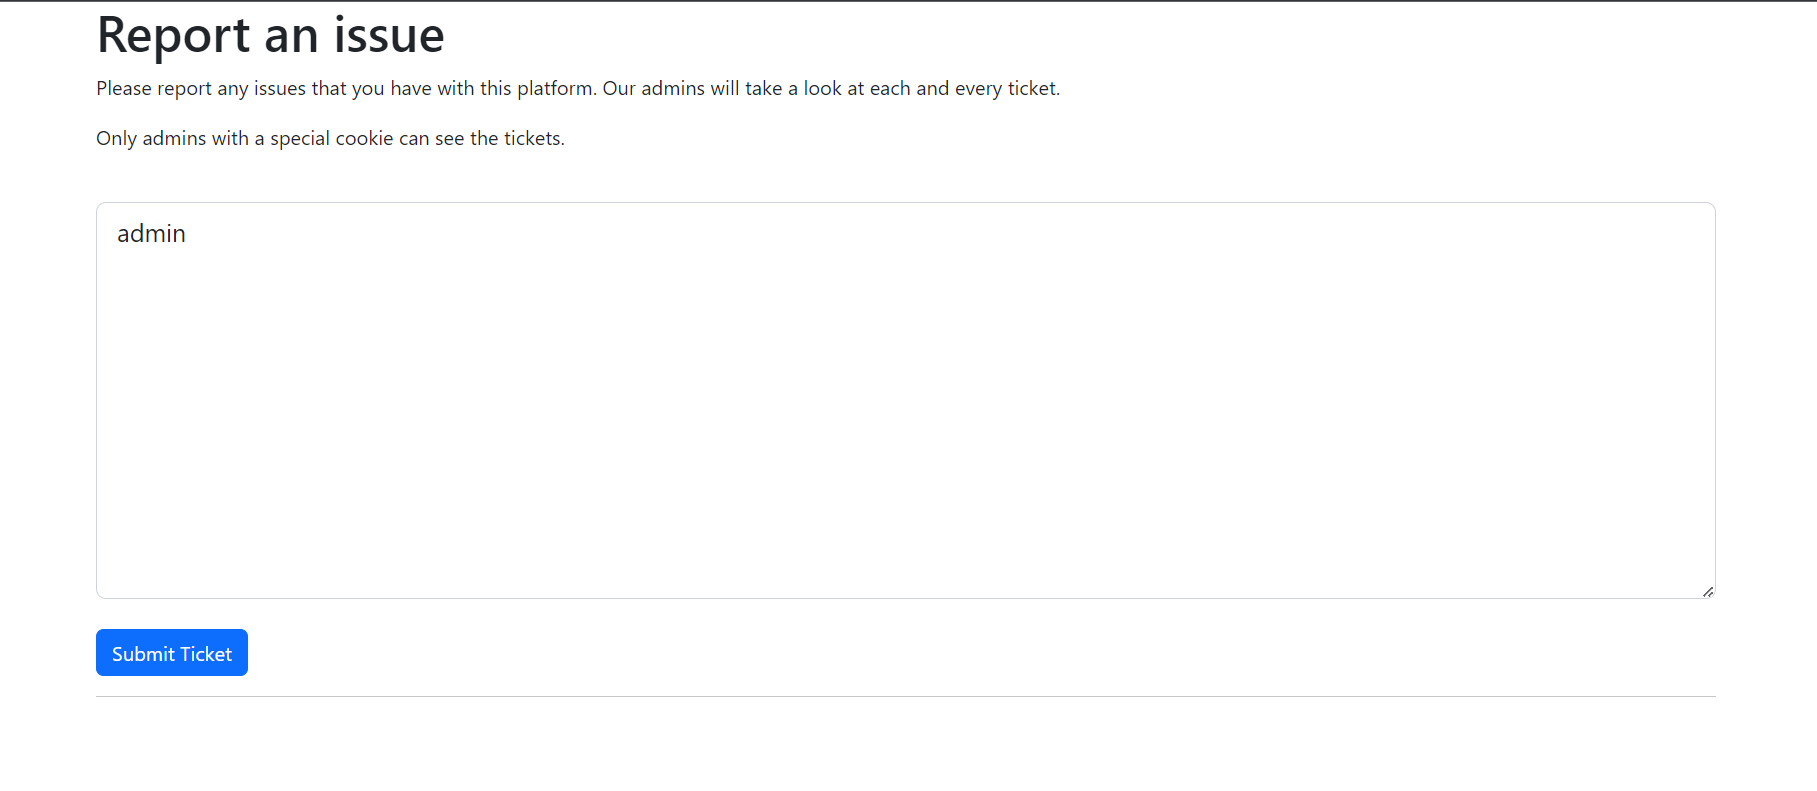 Report an issue
Please report any issues that you have with this platform. Our admins will take a look at each and every ticket.
Only admins with a special cookie can see the tickets.
admin
Submit Ticket